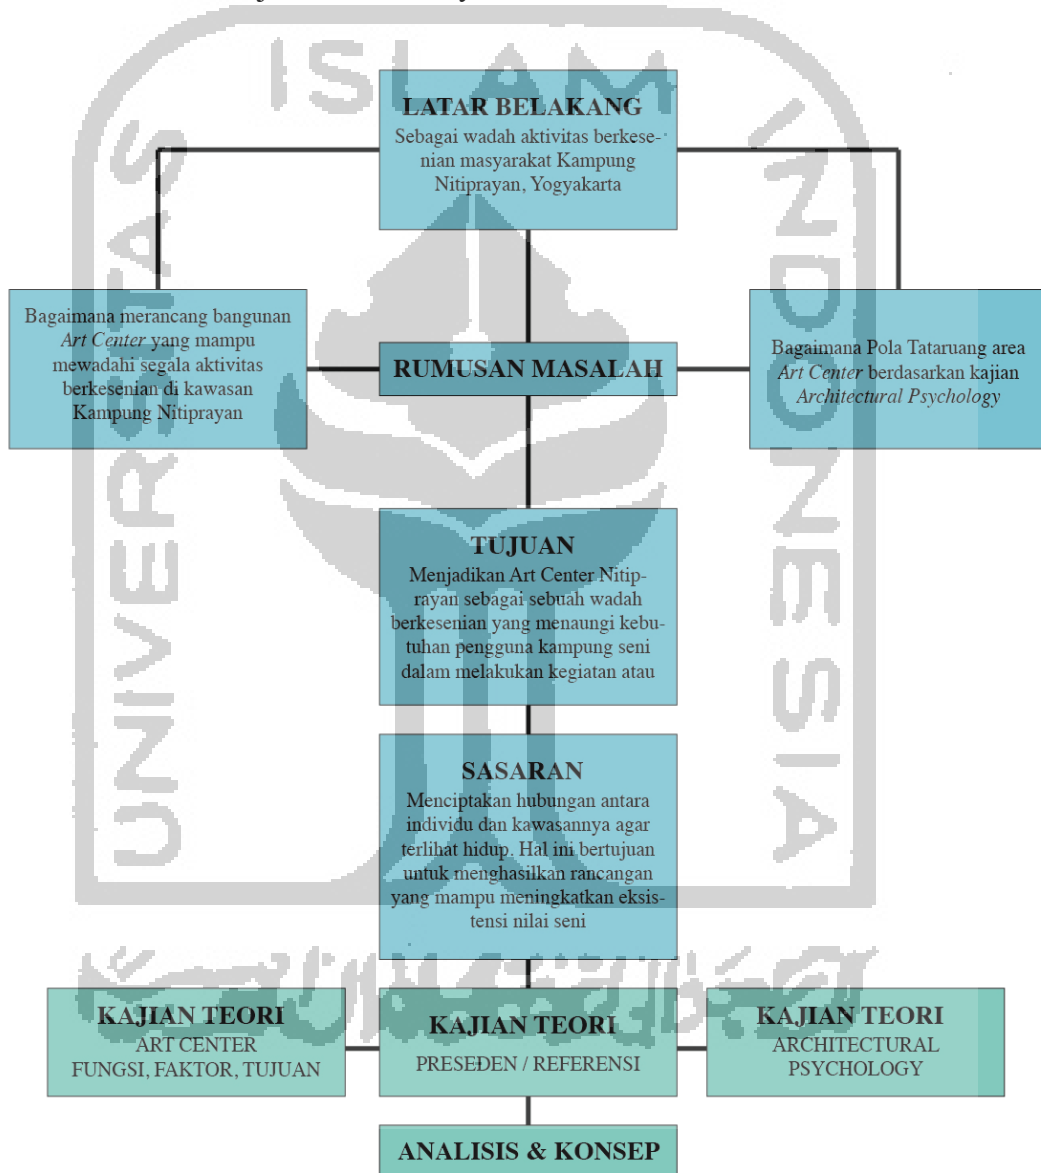 LATAR BELAKANG
Sebagai wadah aktivitas berkese-
nian masyarakat Kampung
Nitiprayan, Yogyakarta
Bagaimana merancang bangunan
Art Center yang mampu
mewadahi segala aktivitas
berkesenian di kawasan
Kampung Nitiprayan
RUMUSAN MASALAH
Bagaimana Pola Tataruang area
Art Center berdasarkan kajian
Architectural Psychology
TUJUAN
Menjadikan Art Center Nitip-
rayan sebagai sebuah wadah
berkesenian yang menaungi kebu-
tuhan pengguna kampung seni
dalam melakukan kegiatan atau
SASARAN
Menciptakan hubungan antara
individu dan kawasannya agar
terlihat hidup. Hal ini bertujuan
untuk menghasilkan rancangan
yang mampu meningkatkan eksis-
tensi nilai seni
KAJIAN TEORI
ART CENTER
FUNGSI, FAKTOR, TUJUAN
KAJIAN TEORI
PRESEDEN / REFERENSI
KAJIAN TEORI
ARCHITECTURAL
PSYCHOLOGY
ANALISIS & KONSEP
UNIVERSITAS
ISLAM
INDONESIA